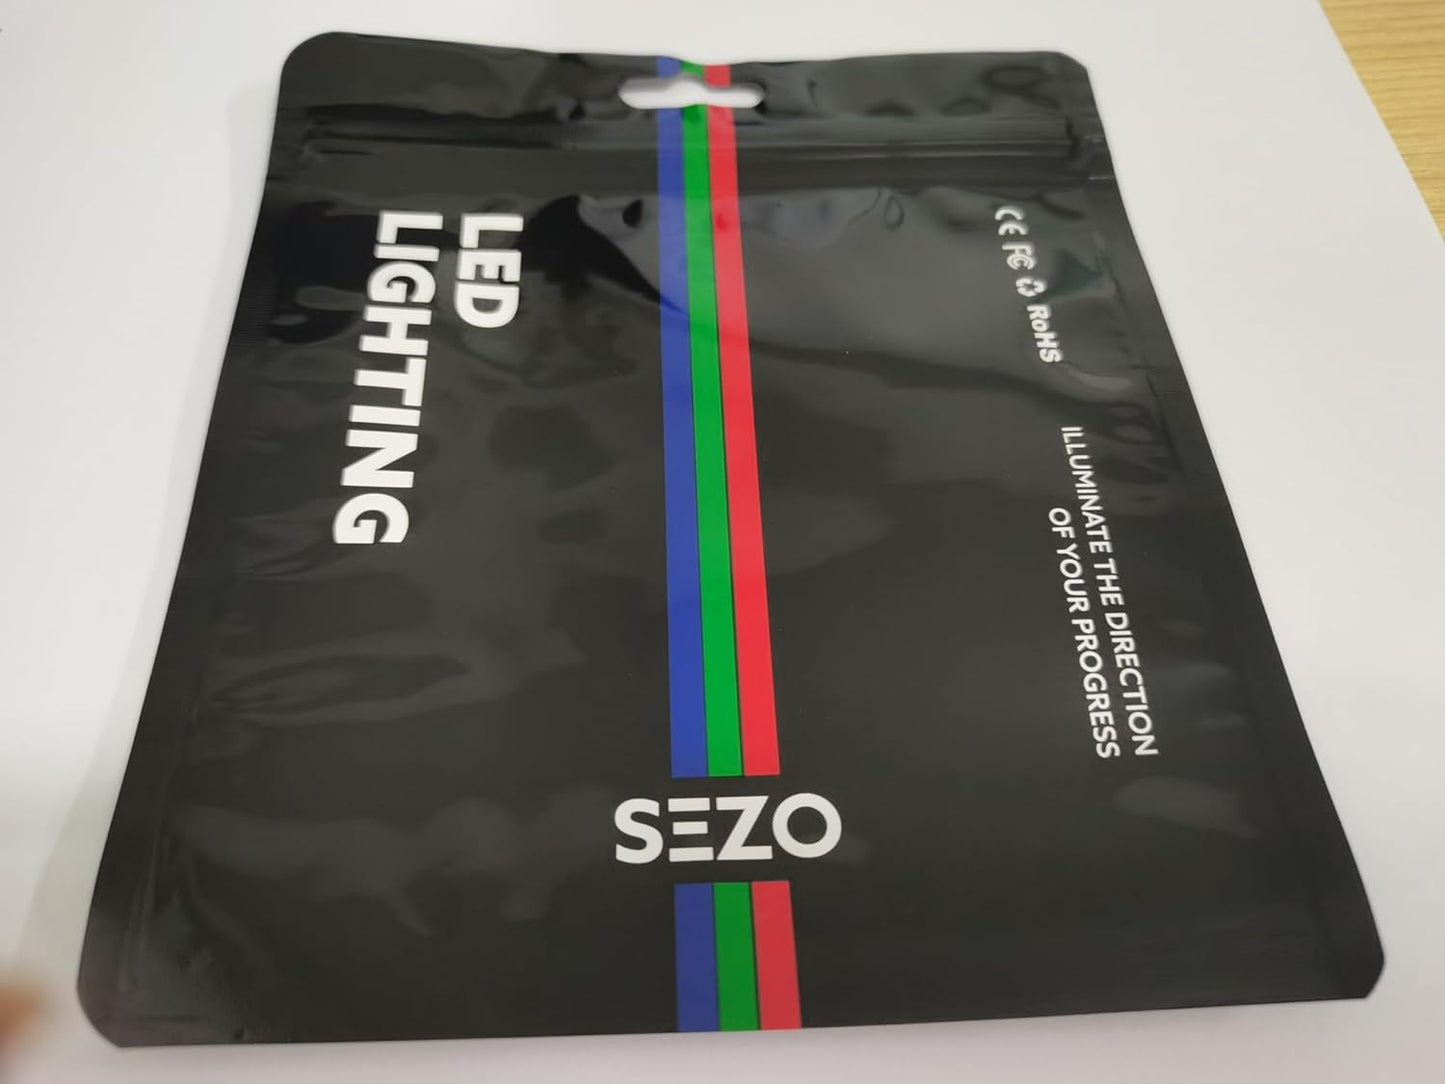 LED
LIGHTING
CE FC RoHS
ILLUMINATE THE DIRECTION
OF YOUR PROGRESS
SEZO